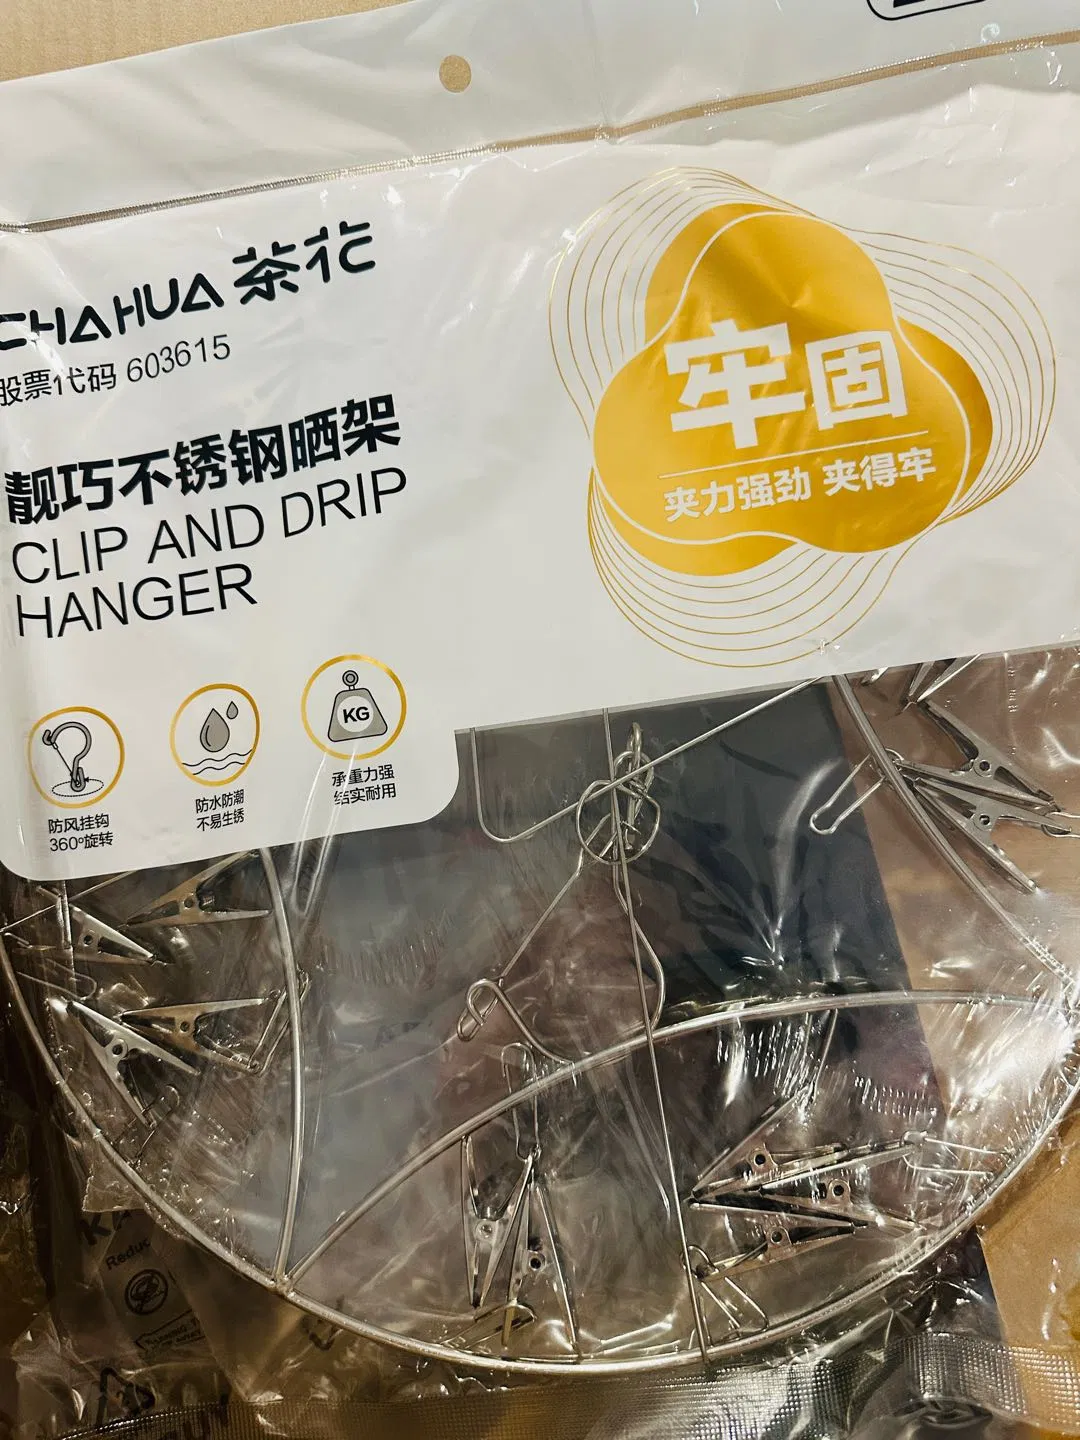 CHAHUA 茶花
股票代码 603615
靓巧不锈钢晒架
CLIP AND DRIP
HANGER
牢固
夹力强劲 夹得牢
防风挂钩
360°旋转
防水防潮
不易生锈
KG
承重力强
结实耐用
Reduc